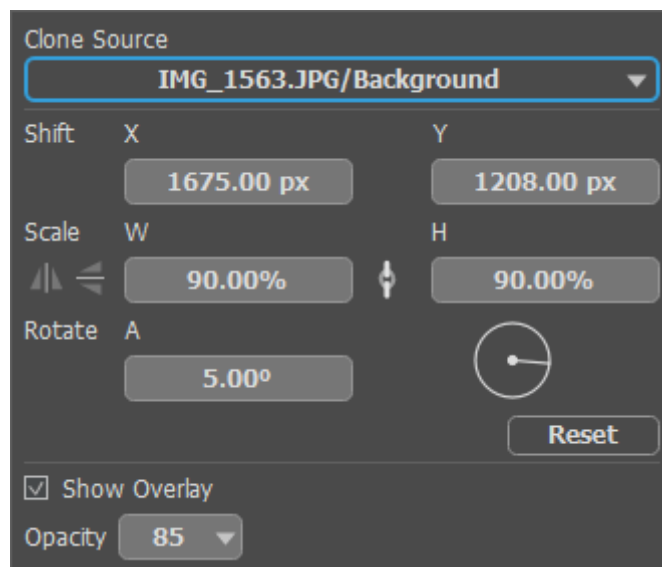 Clone Source
IMG_1563.JPG/Background
Shift X Y
1675.00 px 1208.00 px
Scale W H
90.00% 90.00%
Rotate A
5.00º
Reset
Show Overlay
Opacity 85